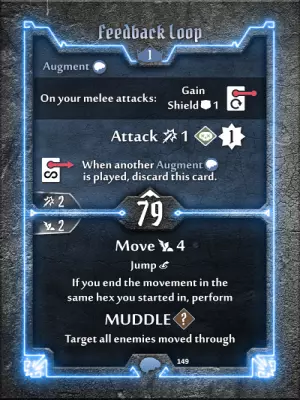 Feedback Loop
1
Augment
On your melee attacks: Gain
Shield 1
Attack 1 1
When another Augment
is played, discard this card.
2
79
2
Move 4
Jump
If you end the movement in the
same hex you started in, perform
MUDDLE ?
Target all enemies moved through
149